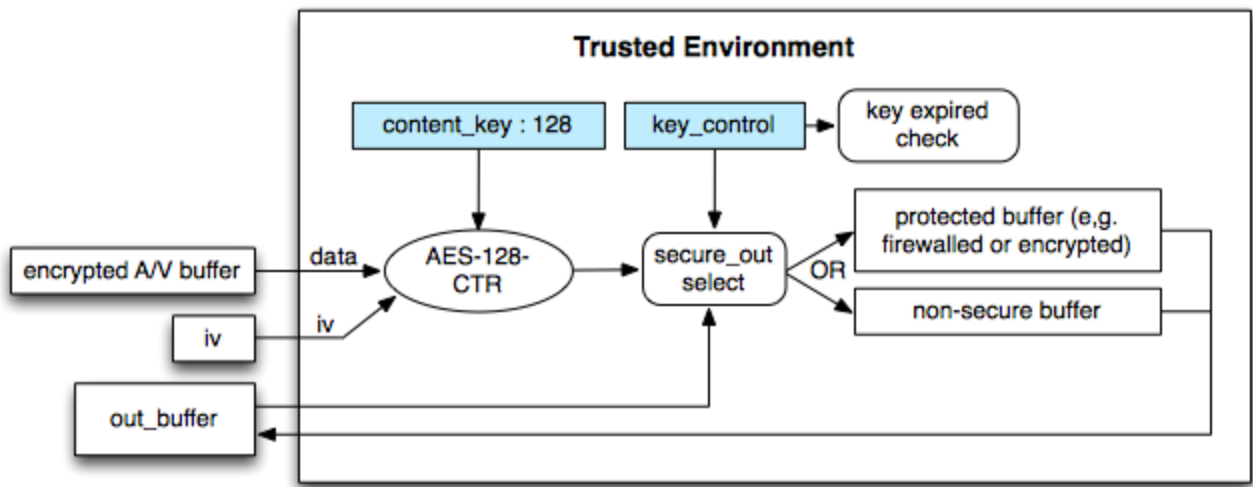 Trusted Environment
content_key : 128
key_control
key expired
check
encrypted A/V buffer
data
AES-128-
CTR
secure_out
select
OR
protected buffer (e,g.
firewalled or encrypted)
non-secure buffer
iv
iv
out_buffer